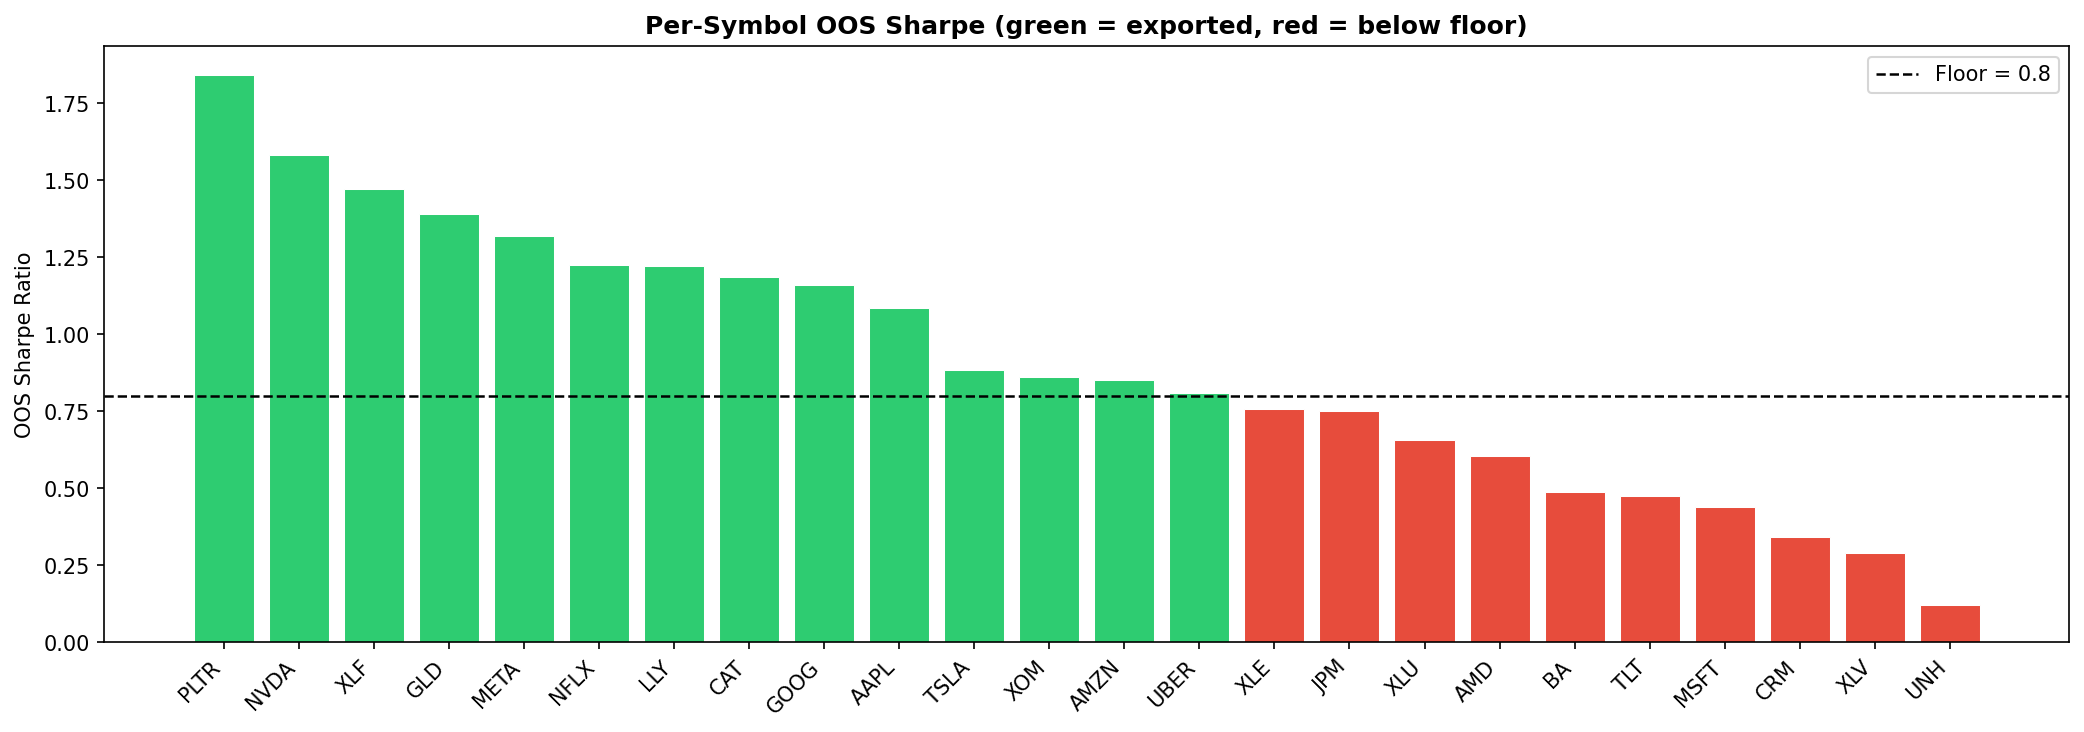 Per-Symbol OOS Sharpe (green = exported, red = below floor)
Floor = 0.8
OOS Sharpe Ratio
1.75
1.50
1.25
1.00
0.75
0.50
0.25
0.00
PLTR
NVDA
XLF
GLD
META
NFLX
LLY
CAT
GOOG
AAPL
TSLA
XOM
AMZN
UBER
XLE
JPM
XLU
AMD
BA
TLT
MSFT
CRM
XLV
UNH